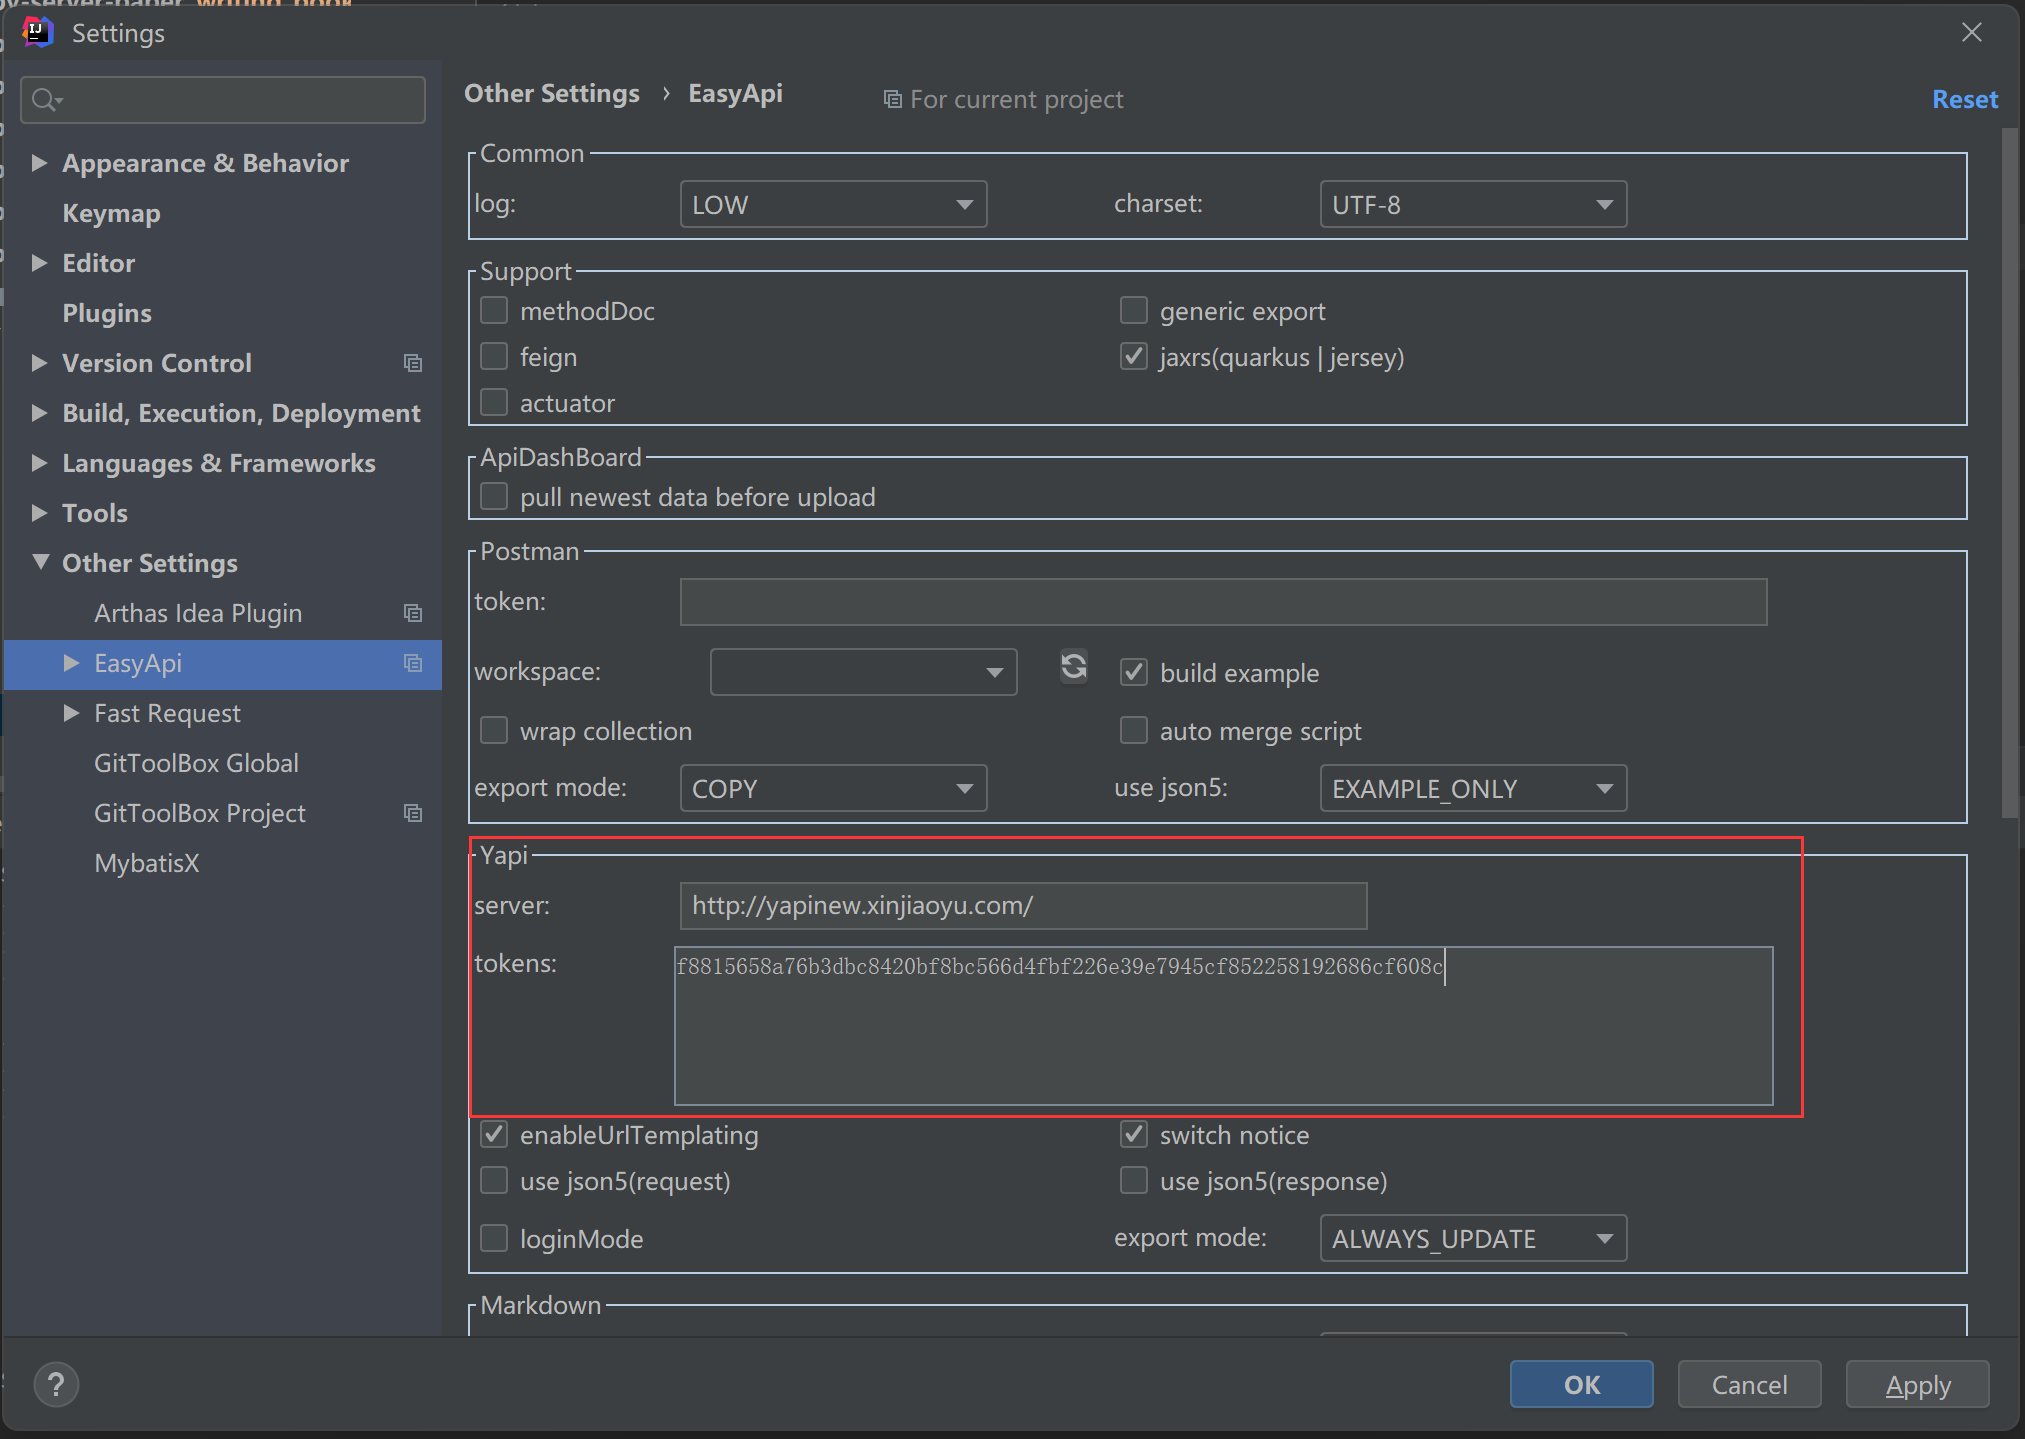 Settings
Other Settings › EasyApi
For current project
Reset
Appearance & Behavior
Keymap
Editor
Plugins
Version Control
Build, Execution, Deployment
Languages & Frameworks
Tools
Other Settings
Arthas Idea Plugin
EasyApi
Fast Request
GitToolBox Global
GitToolBox Project
MybatisX
Common
log: LOW charset: UTF-8
Support
methodDoc generic export
feign jaxrs(quarkus | jersey)
actuator
ApiDashBoard
pull newest data before upload
Postman
token:
workspace: build example
wrap collection auto merge script
export mode: COPY use json5: EXAMPLE_ONLY
Yapi
server: http://yapinew.xinjiaoyu.com/
tokens: f8815658a76b3dbc8420bf8bc566d4fbf226e39e7945cf852258192686cf608c
enableUrlTemplating switch notice
use json5(request) use json5(response)
loginMode export mode: ALWAYS_UPDATE
Markdown
? OK Cancel Apply